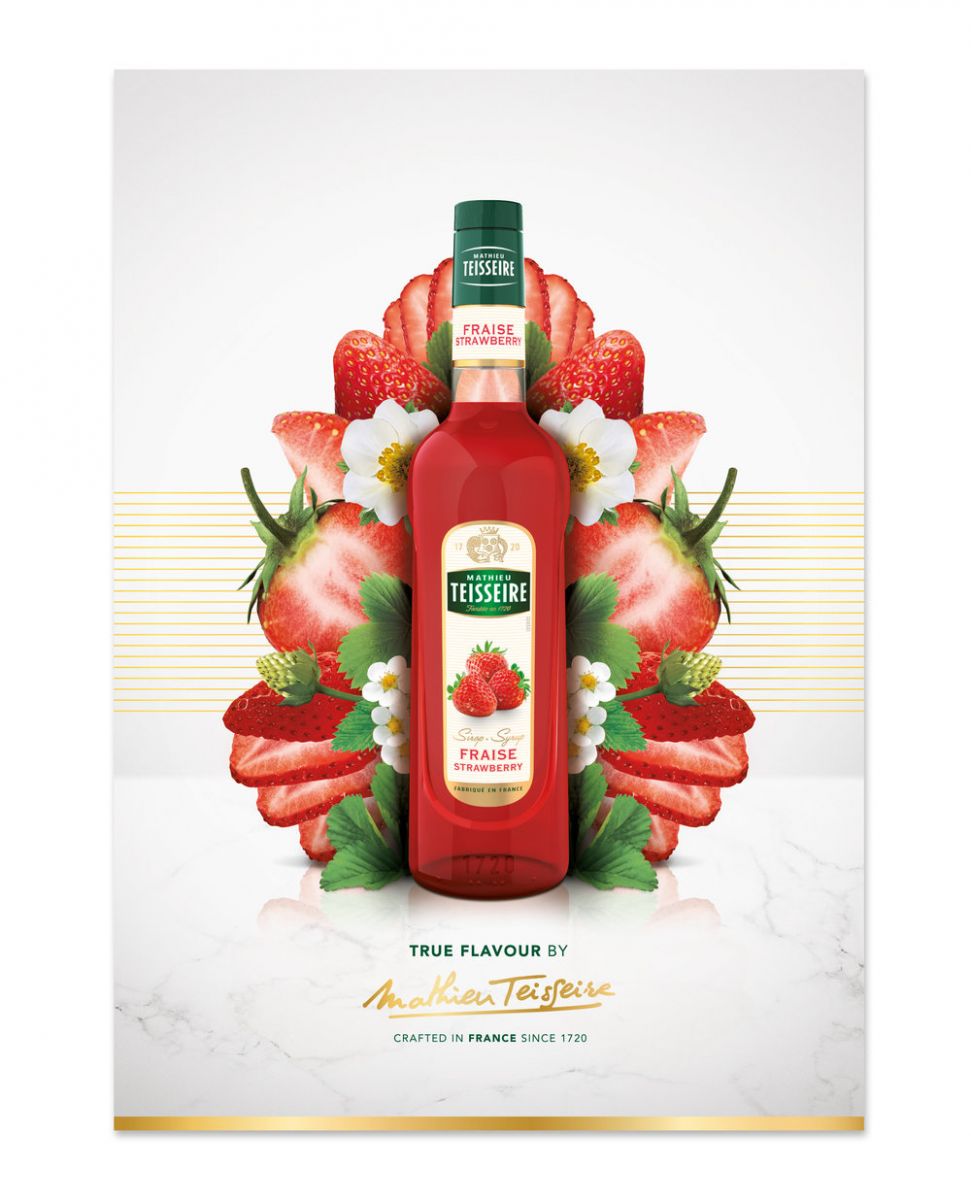 MATHIEU
TEISSEIRE
FRAISE
STRAWBERRY
17 20
MATHIEU
TEISSEIRE
Fondée en 1720
Sirop - Syrup
FRAISE
STRAWBERRY
FABRIQUÉ EN FRANCE
1720
TRUE FLAVOUR BY
Mathieu Teisseire
CRAFTED IN FRANCE SINCE 1720